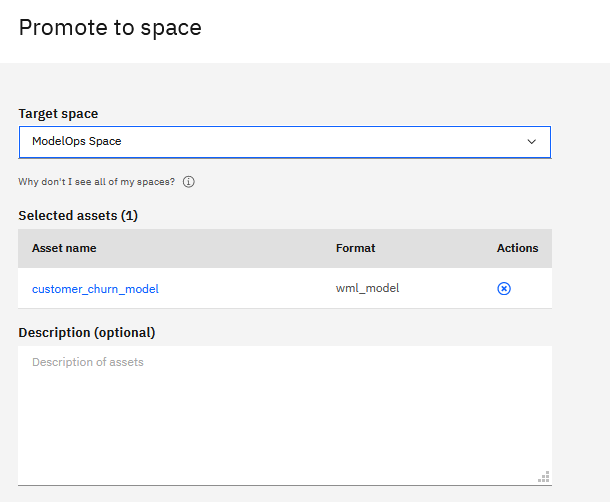 Promote to space
Target space
ModelOps Space
Why don't I see all of my spaces?
Selected assets (1)
Asset name Format Actions
customer_churn_model wml_model
Description (optional)
Description of assets